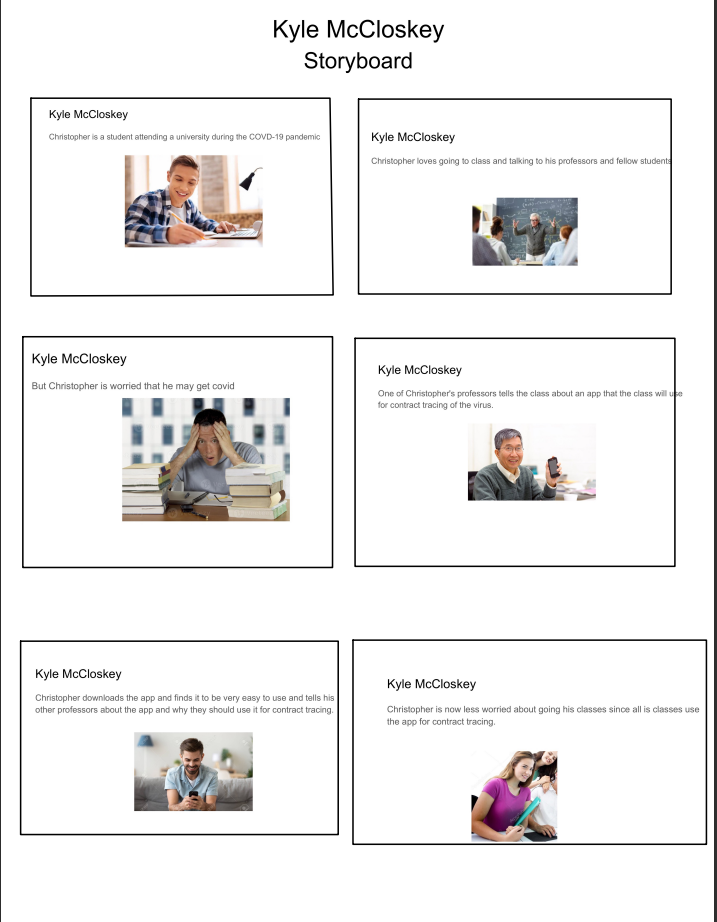 Kyle McCloskey
Storyboard
Kyle McCloskey
Christopher is a student attending a university during the COVD-19 pandemic
Kyle McCloskey
Christopher loves going to class and talking to his professors and fellow students
Kyle McCloskey
But Christopher is worried that he may get covid
Kyle McCloskey
One of Christopher's professors tells the class about an app that the class will use
for contract tracing of the virus.
Kyle McCloskey
Christopher downloads the app and finds it to be very easy to use and tells his
other professors about the app and why they should use it for contract tracing.
Kyle McCloskey
Christopher is now less worried about going his classes since all is classes use
the app for contract tracing.